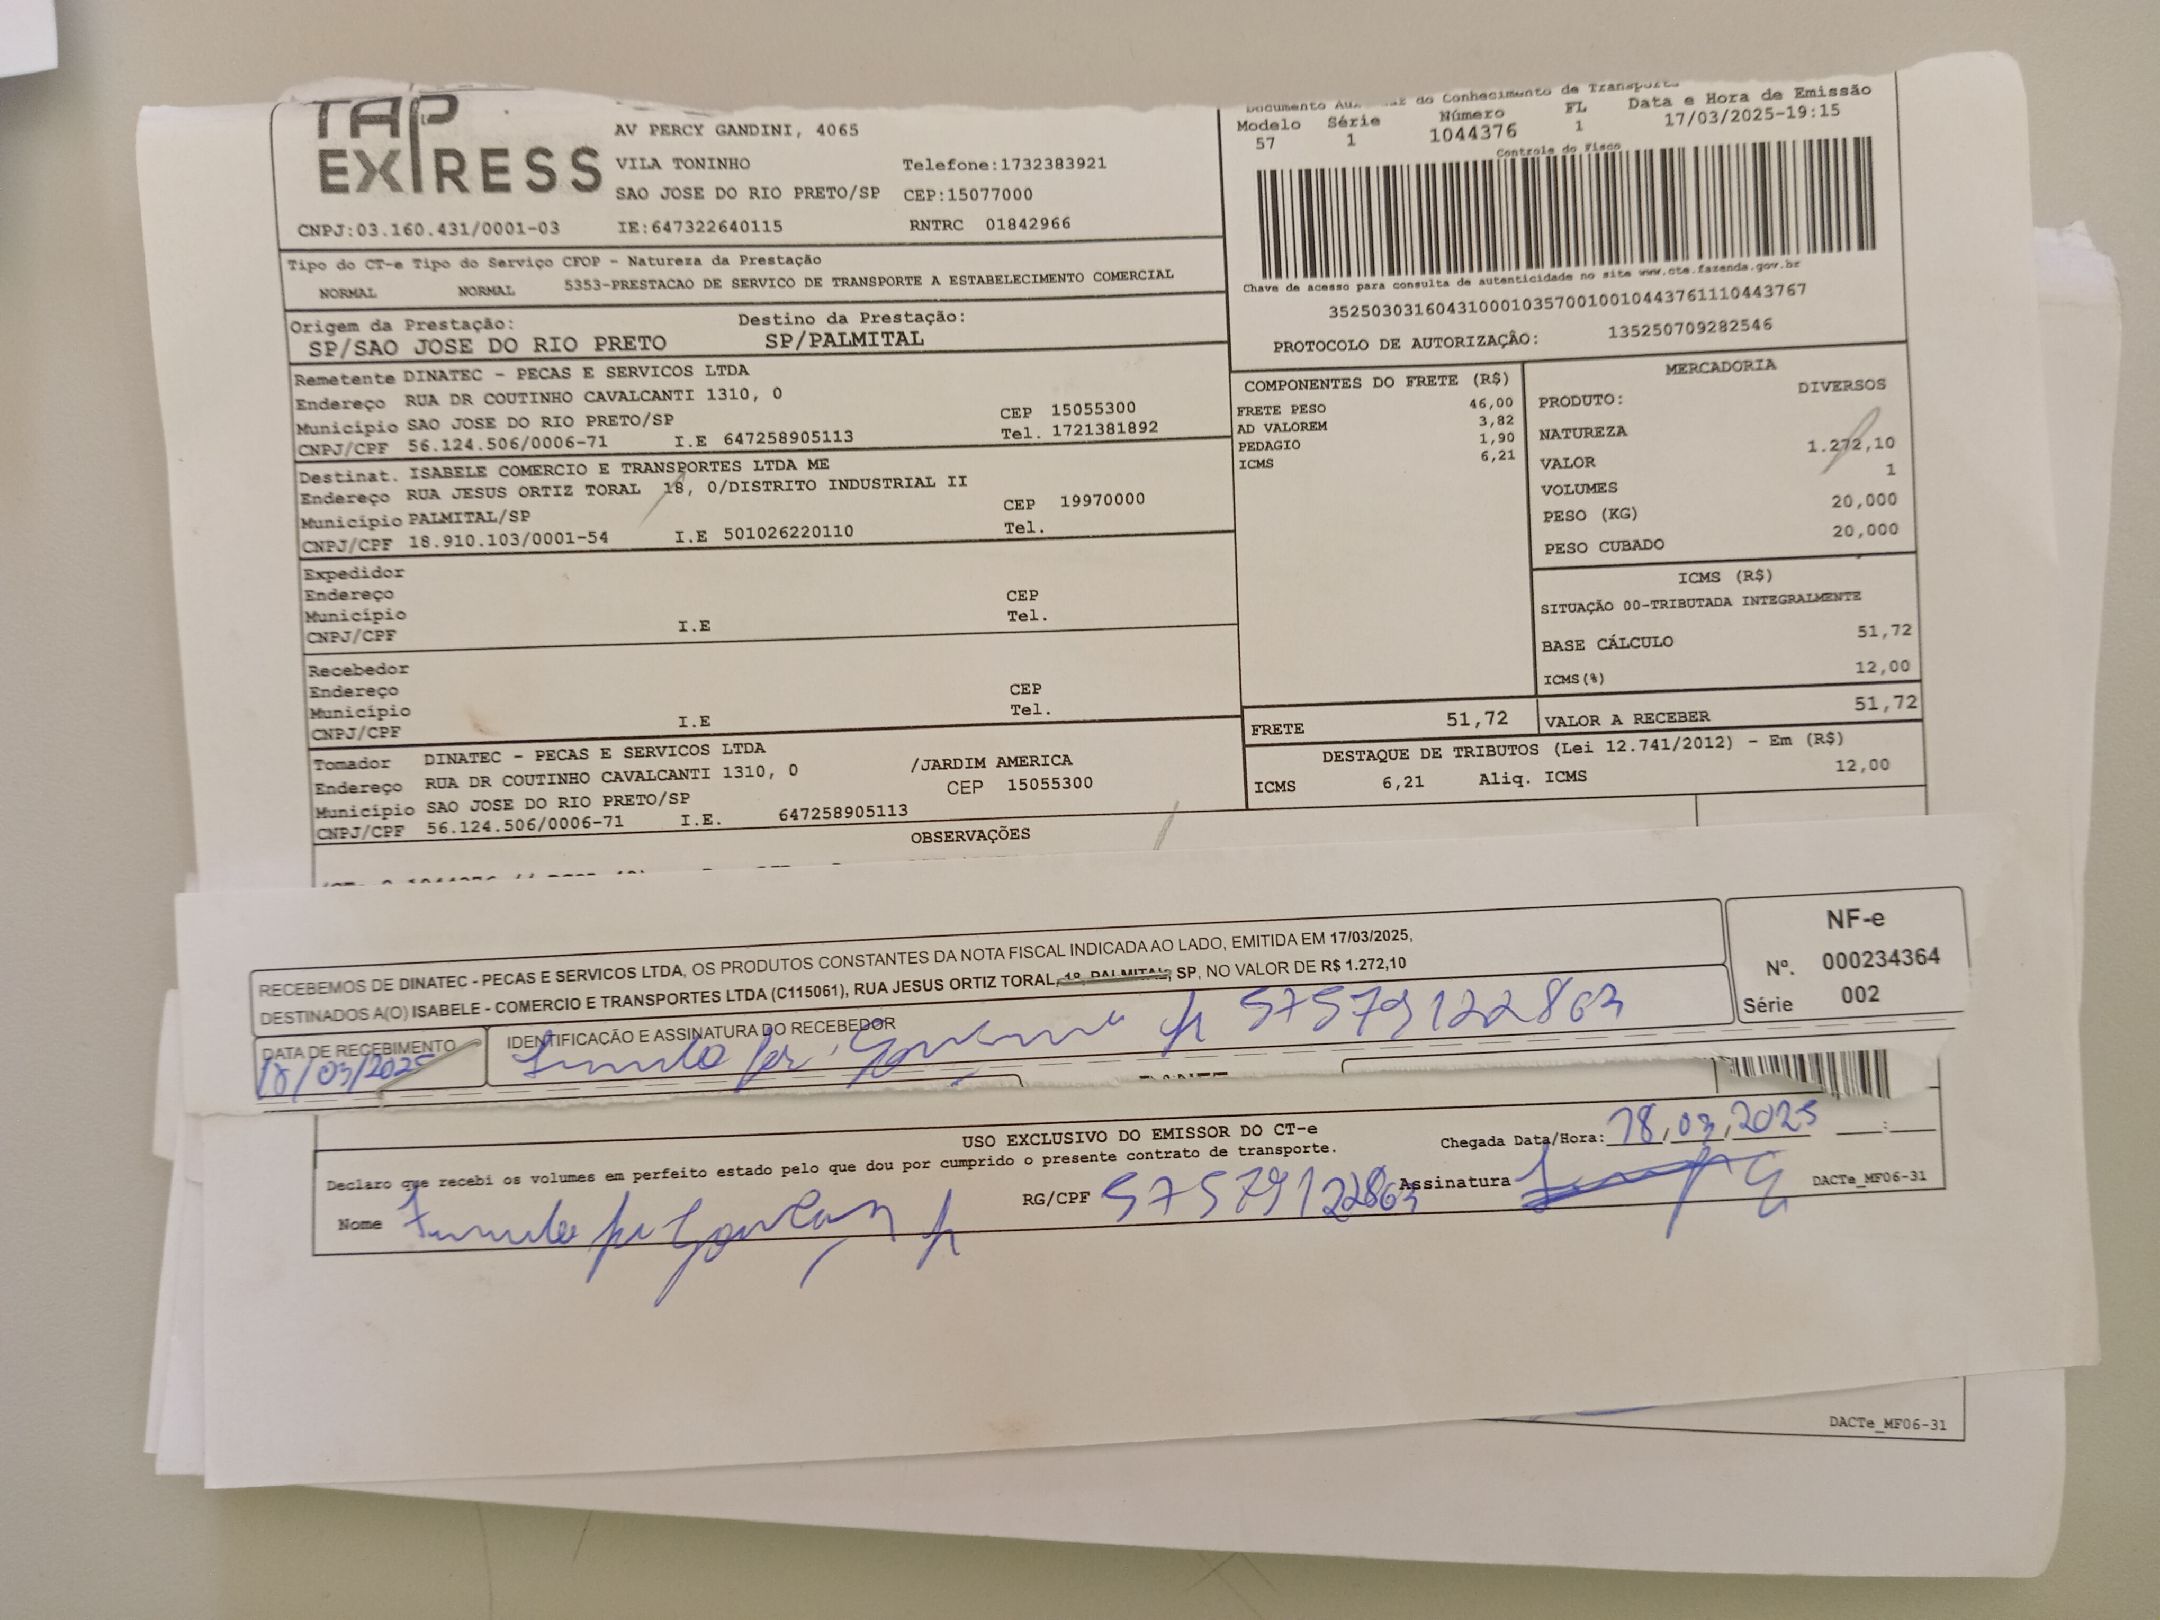 TAP
EXPRESS
AV PERCY GANDINI, 4065
VILA TONINHO Telefone:1732383921
SAO JOSE DO RIO PRETO/SP CEP:15077000
CNPJ:03.160.431/0001-03 IE:647322640115 RNTRC 01842966
do Conhecimento de Transporte
Modelo Série Número FL Data e Hora de Emissão
57 1 1044376 1 17/03/2025-19:15
Controle do Fisco
Chave de acesso para consulta de autenticidade no site www.cte.fazenda.gov.br
35250303160431000103570010010443761110443767
PROTOCOLO DE AUTORIZAÇÂO: 135250709282546
Tipo do CT-e Tipo do Serviço CFOP - Natureza da Prestação
NORMAL NORMAL 5353-PRESTACAO DE SERVICO DE TRANSPORTE A ESTABELECIMENTO COMERCIAL
Origem da Prestação: Destino da Prestação:
SP/SAO JOSE DO RIO PRETO SP/PALMITAL
Remetente DINATEC - PECAS E SERVICOS LTDA
Endereço RUA DR COUTINHO CAVALCANTI 1310, 0
Município SAO JOSE DO RIO PRETO/SP CEP 15055300
CNPJ/CPF 56.124.506/0006-71 I.E 647258905113 Tel. 1721381892
Destinat. ISABELE COMERCIO E TRANSPORTES LTDA ME
Endereço RUA JESUS ORTIZ TORAL 18, 0/DISTRITO INDUSTRIAL II
Município PALMITAL/SP CEP 19970000
CNPJ/CPF 18.910.103/0001-54 I.E 501026220110 Tel.
Expedidor
Endereço CEP
Município Tel.
CNPJ/CPF I.E
Recebedor
Endereço CEP
Município Tel.
CNPJ/CPF I.E
Tomador DINATEC - PECAS E SERVICOS LTDA
Endereço RUA DR COUTINHO CAVALCANTI 1310, 0 /JARDIM AMERICA
Município SAO JOSE DO RIO PRETO/SP CEP 15055300
CNPJ/CPF 56.124.506/0006-71 I.E. 647258905113
COMPONENTES DO FRETE (R$)
FRETE PESO 46,00
AD VALOREM 3,82
PEDAGIO 1,90
ICMS 6,21
MERCADORIA
PRODUTO: DIVERSOS
NATUREZA
VALOR 1.272,10
VOLUMES 1
PESO (KG) 20,000
PESO CUBADO 20,000
ICMS (R$)
SITUAÇÃO 00-TRIBUTADA INTEGRALMENTE
BASE CÁLCULO 51,72
ICMS(%) 12,00
FRETE 51,72 VALOR A RECEBER 51,72
DESTAQUE DE TRIBUTOS (Lei 12.741/2012) - Em (R$)
ICMS 6,21 Aliq. ICMS 12,00
OBSERVAÇÕES
RECEBEMOS DE DINATEC - PECAS E SERVICOS LTDA, OS PRODUTOS CONSTANTES DA NOTA FISCAL INDICADA AO LADO, EMITIDA EM 17/03/2025,
DESTINADOS A(O) ISABELE - COMERCIO E TRANSPORTES LTDA (C115061), RUA JESUS ORTIZ TORAL, SP, NO VALOR DE R$ 1.272,10
NF-e
Nº. 000234364
Série 002
DATA DE RECEBIMENTO IDENTIFICAÇÃO E ASSINATURA DO RECEBEDOR
18/03/2025 57579122863
USO EXCLUSIVO DO EMISSOR DO CT-e
Declaro que recebi os volumes em perfeito estado pelo que dou por cumprido o presente contrato de transporte.
Chegada Data/Hora: 18,03,2025 :
Nome RG/CPF 57579122863 Assinatura DACTe_MF06-31
DACTe_MF06-31